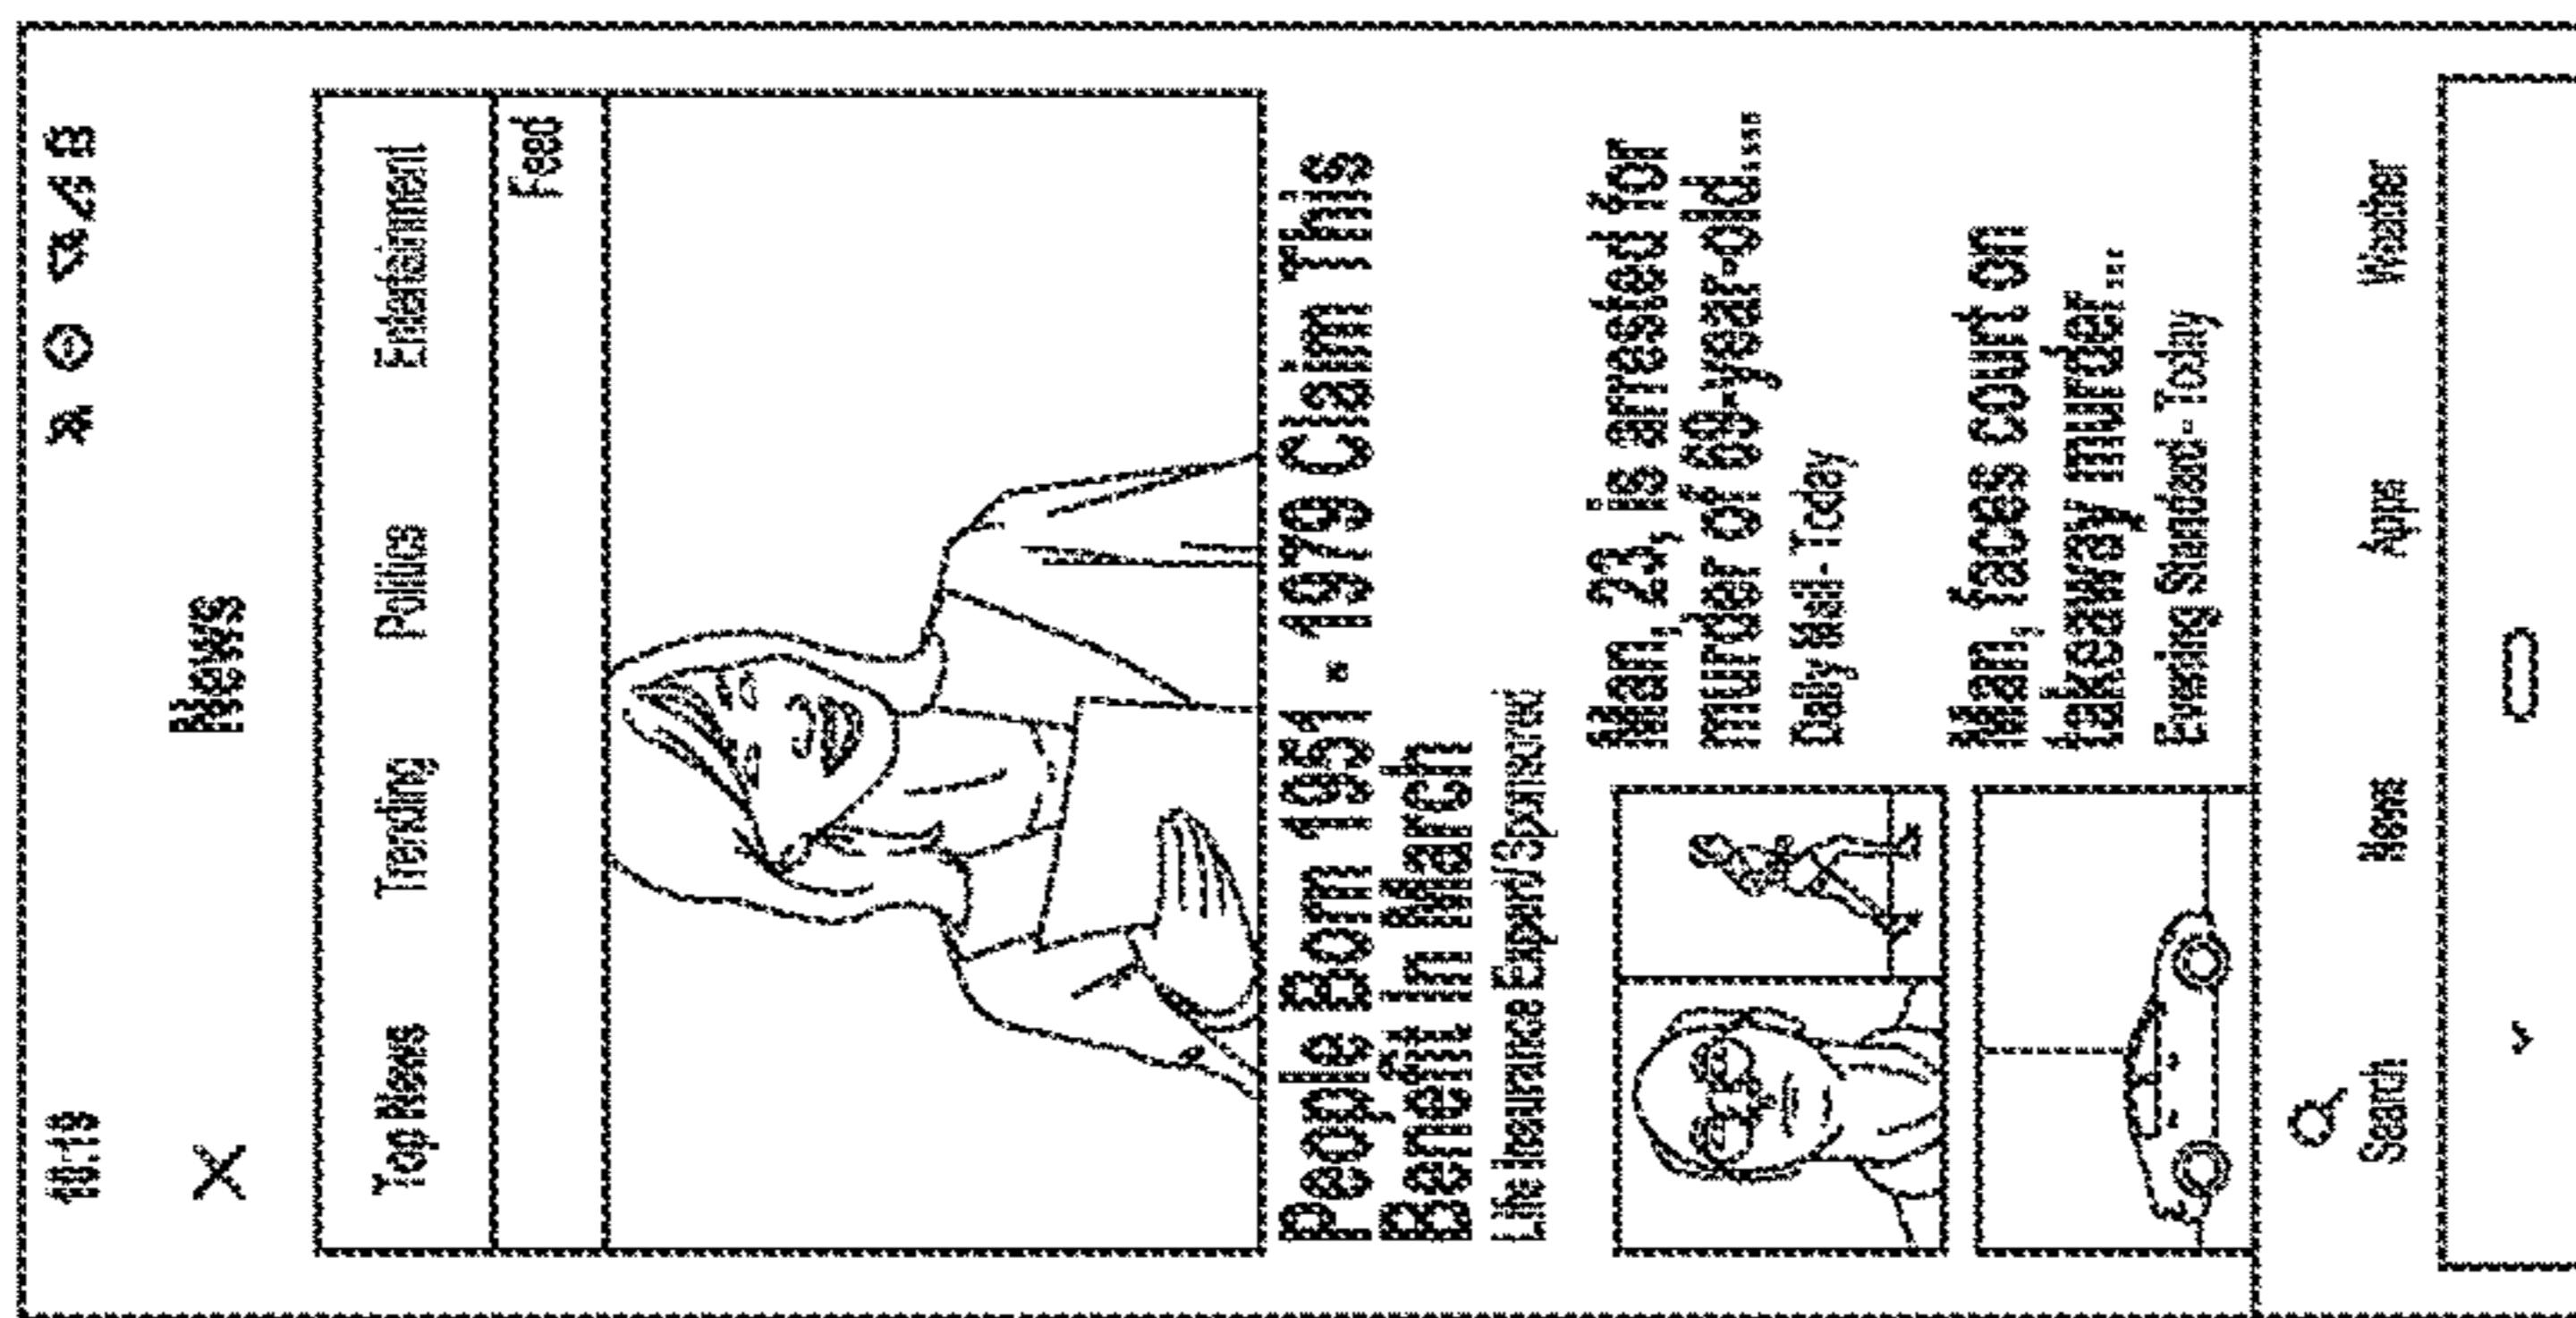 10:19
News
Top News Trending Politics Entertainment
Feed
People Born 1951 - 1979 Claim This
Benefit In March
Life Insurance Expert/ Sponsored
Man, 23, is arrested for
murder of 69-year-old....
Daily Mail - Today
Man, faces court on
takeaway murder...
Evening Standad - Today
Search News Apps Weather